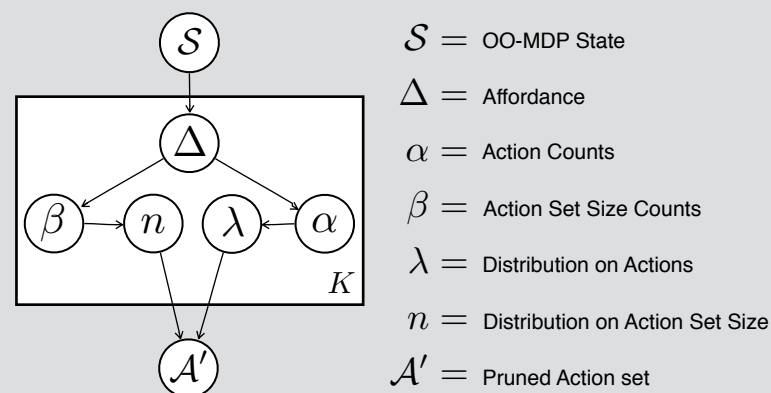 S
Δ
β
n
λ
α
K
A′
S = OO-MDP State
Δ = Affordance
α = Action Counts
β = Action Set Size Counts
λ = Distribution on Actions
n = Distribution on Action Set Size
A′ = Pruned Action set